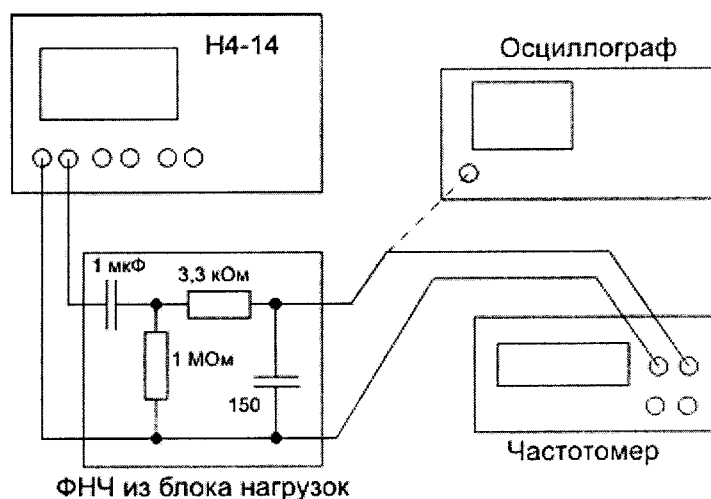 Н4-14
Осциллограф
1 мкФ
3,3 кОм
1 МОм
150
Частотомер
ФНЧ из блока нагрузок